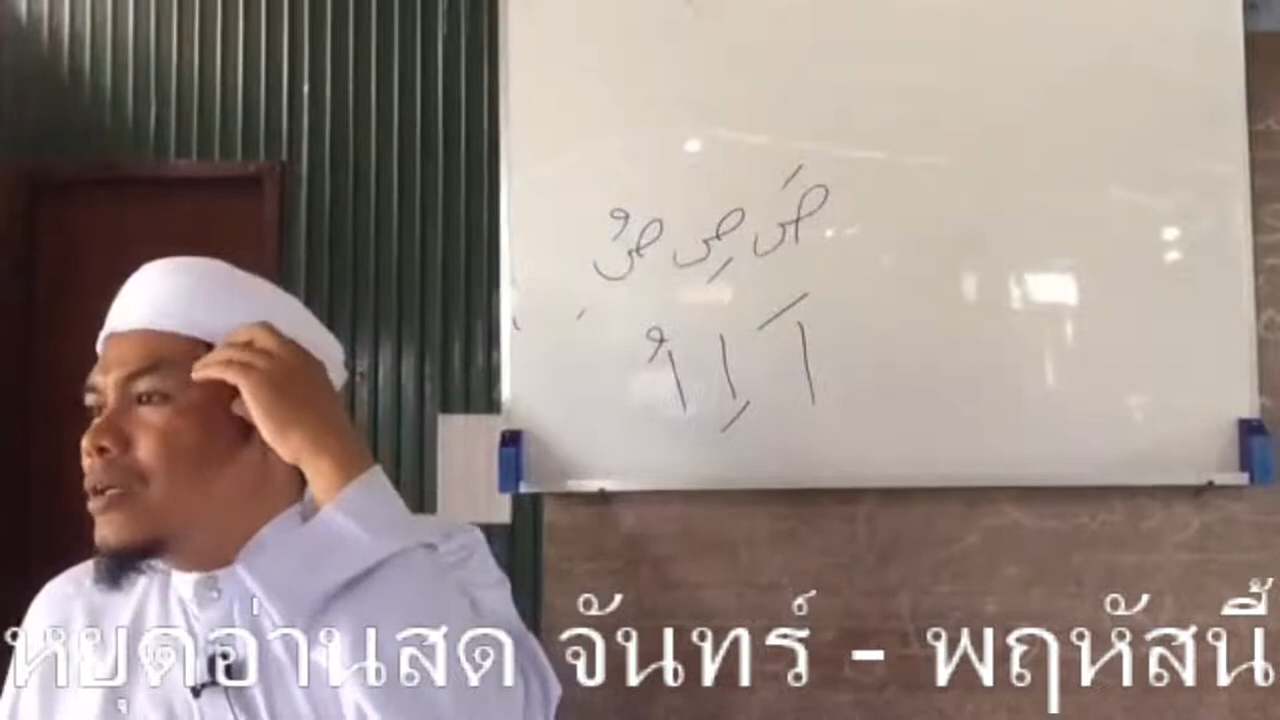 صَ صِ صُ
اَ اِ اُ
หยุดอ่านสด จันทร์ - พฤหัสนี้